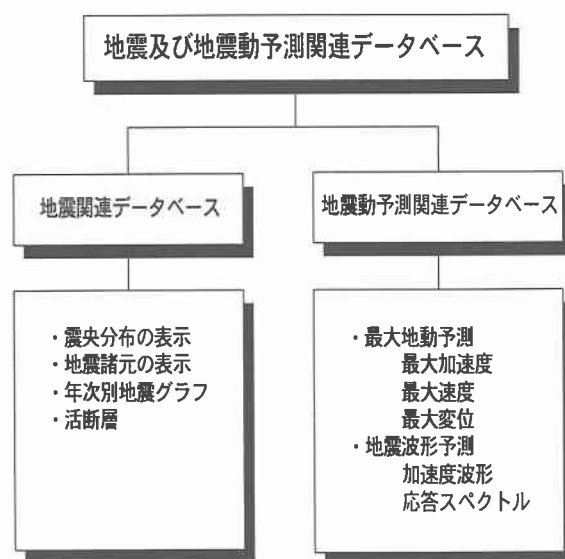 地震及び地震動予測関連データベース
地震関連データベース
地震動予測関連データベース
・震央分布の表示
・地震諸元の表示
・年次別地震グラフ
・活断層
・最大地動予測
最大加速度
最大速度
最大変位
・地震波形予測
加速度波形
応答スペクトル